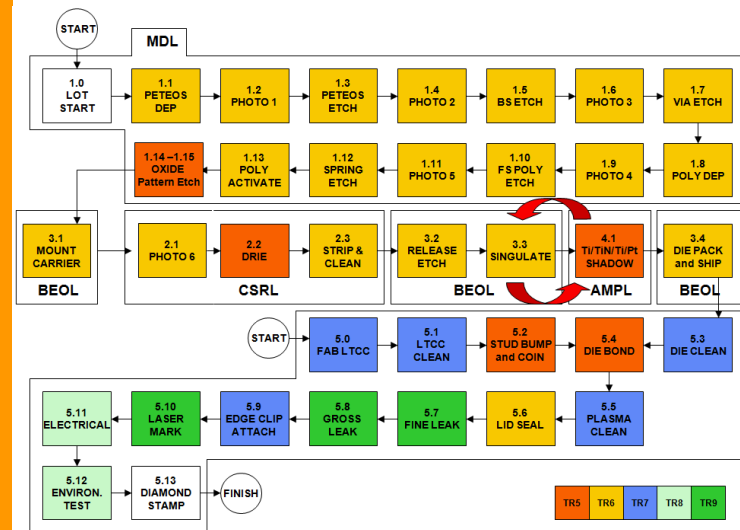 START
MDL
1.0
LOT
START
1.1
PETEOS
DEP
1.2
PHOTO 1
1.3
PETEOS
ETCH
1.4
PHOTO 2
1.5
BS ETCH
1.6
PHOTO 3
1.7
VIA ETCH
1.14 –1.15
OXIDE
Pattern Etch
1.13
POLY
ACTIVATE
1.12
SPRING
ETCH
1.11
PHOTO 5
1.10
FS POLY
ETCH
1.9
PHOTO 4
1.8
POLY DEP
3.1
MOUNT
CARRIER
BEOL
2.1
PHOTO 6
2.2
DRIE
2.3
STRIP &
CLEAN
CSRL
3.2
RELEASE
ETCH
3.3
SINGULATE
BEOL
4.1
Ti/TiN/Ti/Pt
SHADOW
AMPL
3.4
DIE PACK
and SHIP
BEOL
START
5.0
FAB LTCC
5.1
LTCC
CLEAN
5.2
STUD BUMP
and COIN
5.4
DIE BOND
5.3
DIE CLEAN
5.11
ELECTRICAL
5.10
LASER
MARK
5.9
EDGE CLIP
ATTACH
5.8
GROSS
LEAK
5.7
FINE LEAK
5.6
LID SEAL
5.5
PLASMA
CLEAN
5.12
ENVIRON.
TEST
5.13
DIAMOND
STAMP
FINISH
TR5 TR6 TR7 TR8 TR9